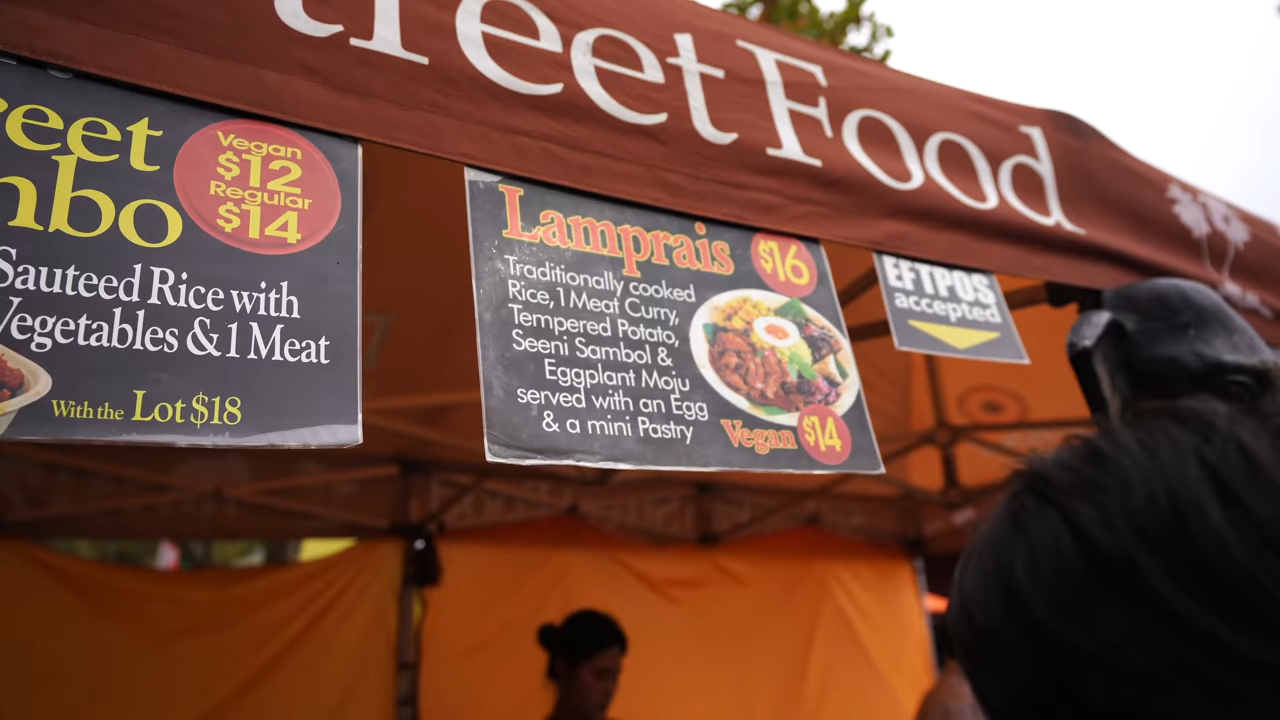 treet Food
reet
mbo
Vegan
$12
Regular
$14
Sauteed Rice with
Vegetables & 1 Meat
With the Lot $18
Lamprais
$16
Traditionally cooked
Rice, 1 Meat Curry,
Tempered Potato,
Seeni Sambol &
Eggplant Moju
served with an Egg
& a mini Pastry
Vegan $14
EFTPOS
accepted